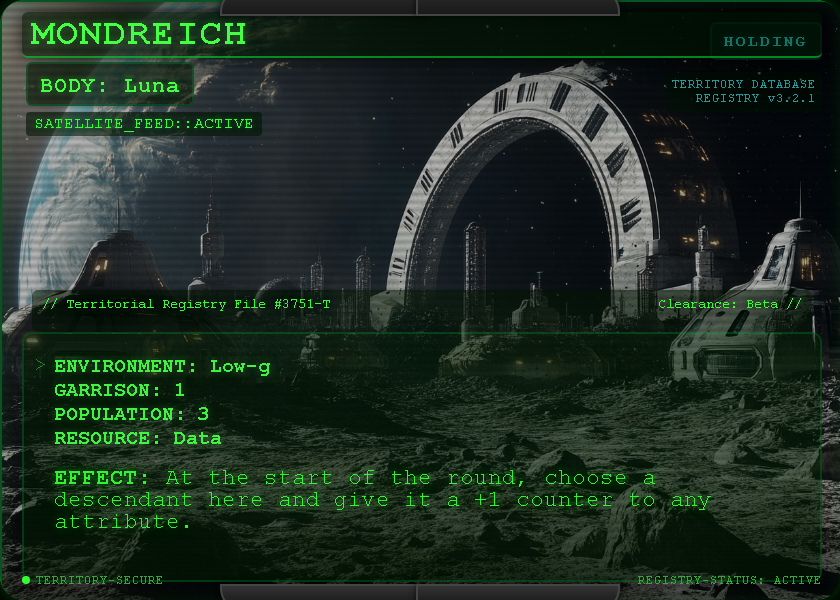 MONDREICH
HOLDING
BODY: Luna
TERRITORY DATABASE
REGISTRY v3.2.1
SATELLITE_FEED::ACTIVE
// Territorial Registry File #3751-T
Clearance: Beta //
> ENVIRONMENT: Low-g
GARRISON: 1
POPULATION: 3
RESOURCE: Data
EFFECT: At the start of the round, choose a
descendant here and give it a +1 counter to any
attribute.
TERRITORY-SECURE
REGISTRY-STATUS: ACTIVE